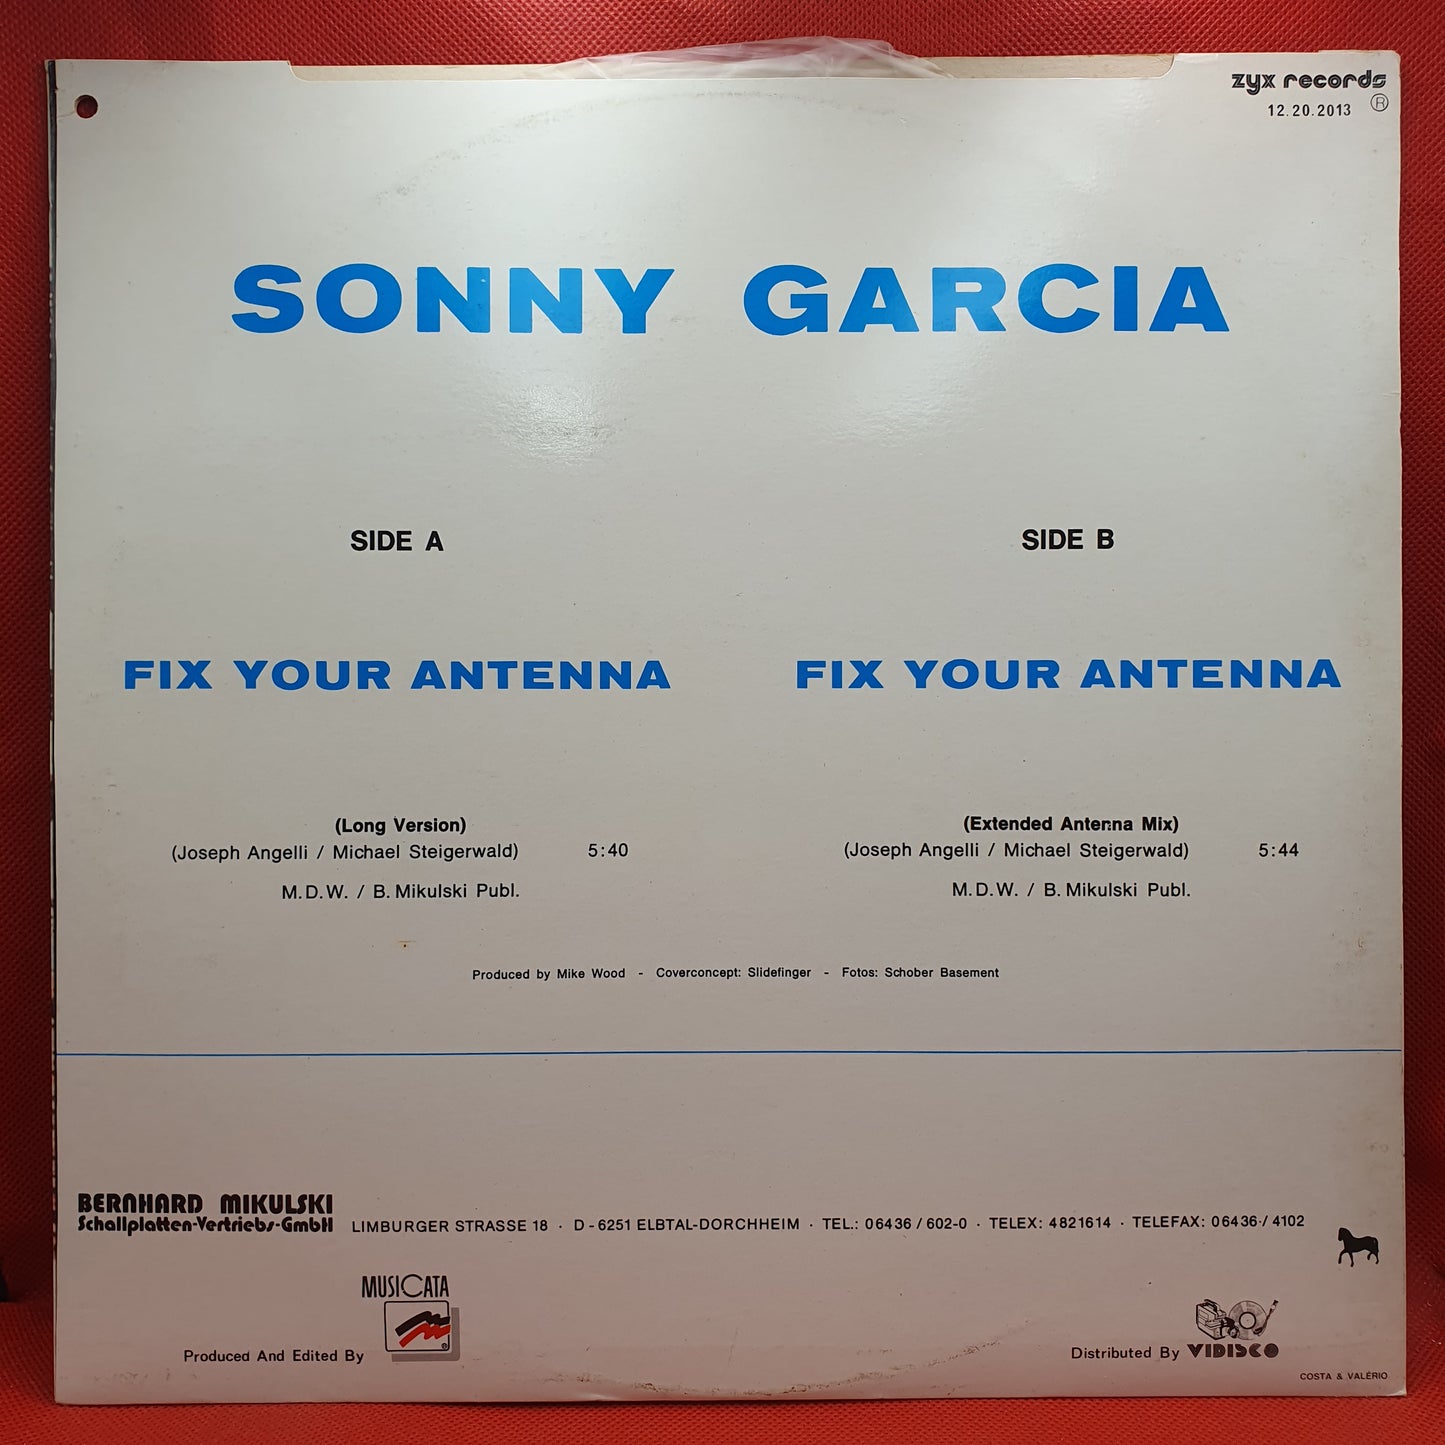 zyx records
12.20.2013 ®
SONNY GARCIA
SIDE A
FIX YOUR ANTENNA
(Long Version)
(Joseph Angelli / Michael Steigerwald) 5:40
M.D.W. / B. Mikulski Publ.
SIDE B
FIX YOUR ANTENNA
(Extended Antenna Mix)
(Joseph Angelli / Michael Steigerwald) 5:44
M.D.W. / B. Mikulski Publ.
Produced by Mike Wood - Coverconcept: Slidefinger - Fotos: Schober Basement
BERNHARD MIKULSKI
Schallplatten-Vertriebs-GmbH LIMBURGER STRASSE 18 · D-6251 ELBTAL-DORCHHEIM · TEL.: 06436 / 602-0 · TELEX: 4821614 · TELEFAX: 06436 / 4102
MUSICATA
®
Produced And Edited By
Distributed By VIDISCO
COSTA & VALÉRIO